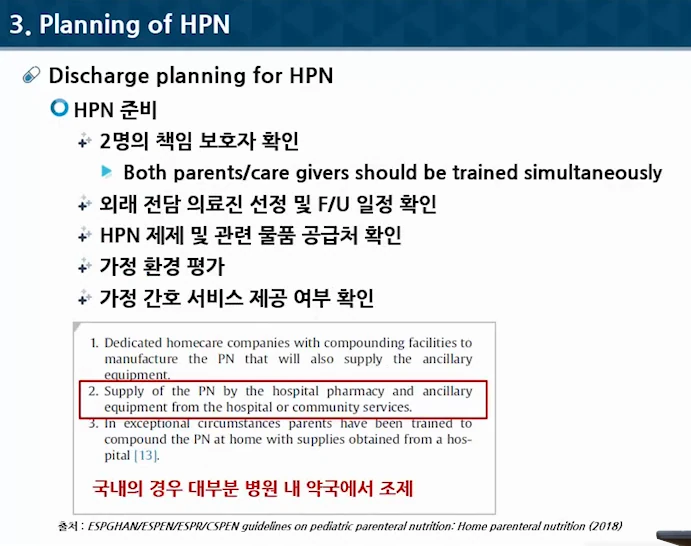 3. Planning of HPN
Discharge planning for HPN
HPN 준비
2명의 책임 보호자 확인
Both parents/care givers should be trained simultaneously
외래 전담 의료진 선정 및 F/U 일정 확인
HPN 제제 및 관련 물품 공급처 확인
가정 환경 평가
가정 간호 서비스 제공 여부 확인
1. Dedicated homecare companies with compounding facilities to
manufacture the PN that will also supply the ancillary
equipment.
2. Supply of the PN by the hospital pharmacy and ancillary
equipment from the hospital or community services.
3. In exceptional circumstances parents have been trained to
compound the PN at home with supplies obtained from a hos-
pital [13].
국내의 경우 대부분 병원 내 약국에서 조제
출처 : ESPGHAN/ESPEN/ESPR/CSPEN guidelines on pediatric parenteral nutrition: Home parenteral nutrition (2018)